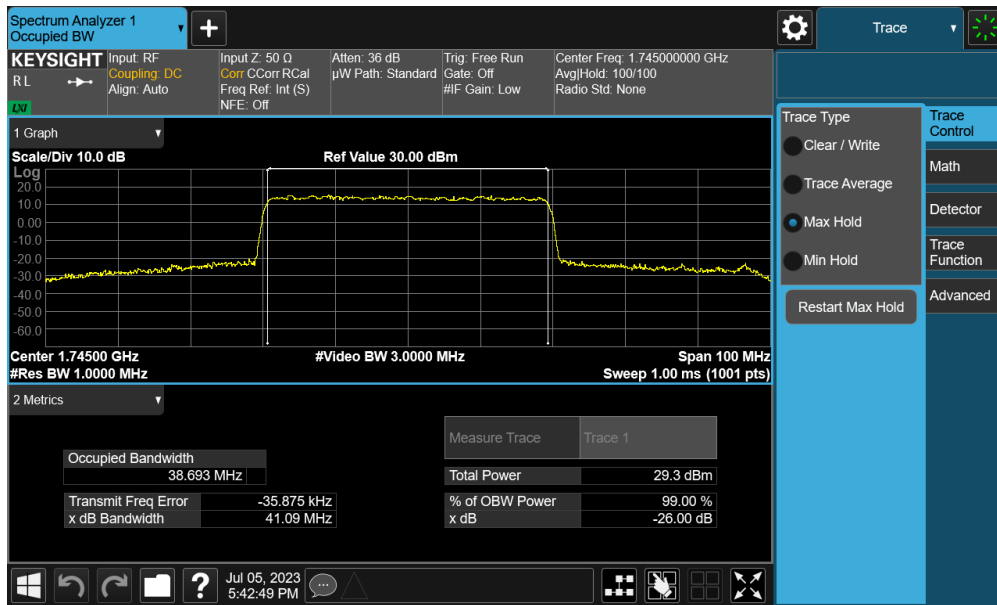 Spectrum Analyzer 1
Occupied BW
+
Trace
KEYSIGHT
R L
LXI
Input: RF
Coupling: DC
Align: Auto
Input Z: 50 Ω
Corr CCorr RCal
Freq Ref: Int (S)
NFE: Off
Atten: 36 dB
µW Path: Standard
Trig: Free Run
Gate: Off
#IF Gain: Low
Center Freq: 1.745000000 GHz
Avg|Hold: 100/100
Radio Std: None
1 Graph
Scale/Div 10.0 dB
Ref Value 30.00 dBm
Log
20.0
10.0
0.00
-10.0
-20.0
-30.0
-40.0
-50.0
-60.0
Center 1.74500 GHz
#Video BW 3.0000 MHz
Span 100 MHz
#Res BW 1.0000 MHz
Sweep 1.00 ms (1001 pts)
2 Metrics
Measure Trace
Trace 1
Occupied Bandwidth
38.693 MHz
Total Power
29.3 dBm
Transmit Freq Error
-35.875 kHz
% of OBW Power
99.00 %
x dB Bandwidth
41.09 MHz
x dB
-26.00 dB
Trace Type
Clear / Write
Trace Average
Max Hold
Min Hold
Restart Max Hold
Trace
Control
Math
Detector
Trace
Function
Advanced
?
Jul 05, 2023
5:42:49 PM